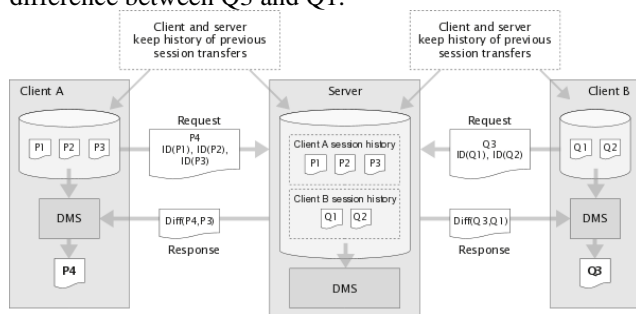 difference between Q3 and Q1.
Client and server
keep history of previous
session transfers
Client and server
keep history of previous
session transfers
Client A
Server
Client B
Request
P4
ID(P1), ID(P2),
ID(P3)
Request
Q3
ID(Q1), ID(Q2)
P1 P2 P3
Client A session history
P1 P2 P3
Q1 Q2
Client B session history
Q1 Q2
DMS
Diff(P4,P3)
Response
Diff(Q3,Q1)
Response
DMS
P4
DMS
Q3